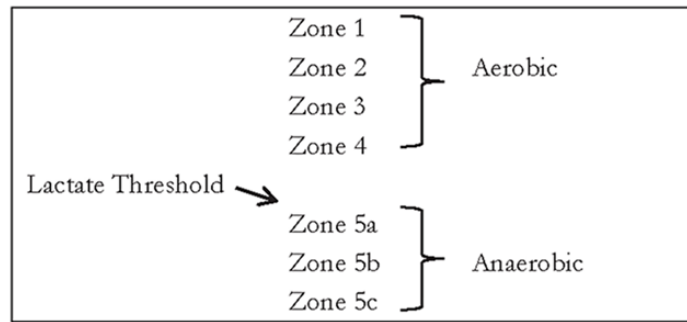 Zone 1
Zone 2
Aerobic
Zone 3
Zone 4
Lactate Threshold
Zone 5a
Zone 5b
Anaerobic
Zone 5c